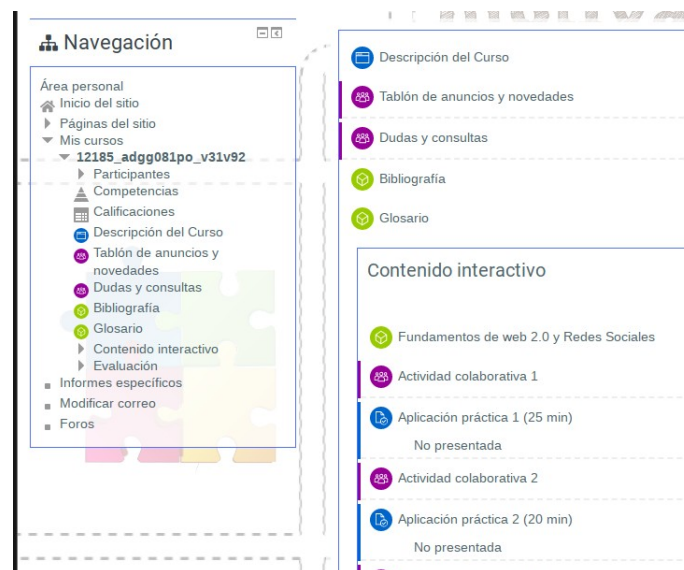 Navegación
Área personal
Inicio del sitio
Páginas del sitio
Mis cursos
12185_adgg081po_v31v92
Participantes
Competencias
Calificaciones
Descripción del Curso
Tablón de anuncios y
novedades
Dudas y consultas
Bibliografía
Glosario
Contenido interactivo
Evaluación
Informes específicos
Modificar correo
Foros
Descripción del Curso
Tablón de anuncios y novedades
Dudas y consultas
Bibliografía
Glosario
Contenido interactivo
Fundamentos de web 2.0 y Redes Sociales
Actividad colaborativa 1
Aplicación práctica 1 (25 min)
No presentada
Actividad colaborativa 2
Aplicación práctica 2 (20 min)
No presentada